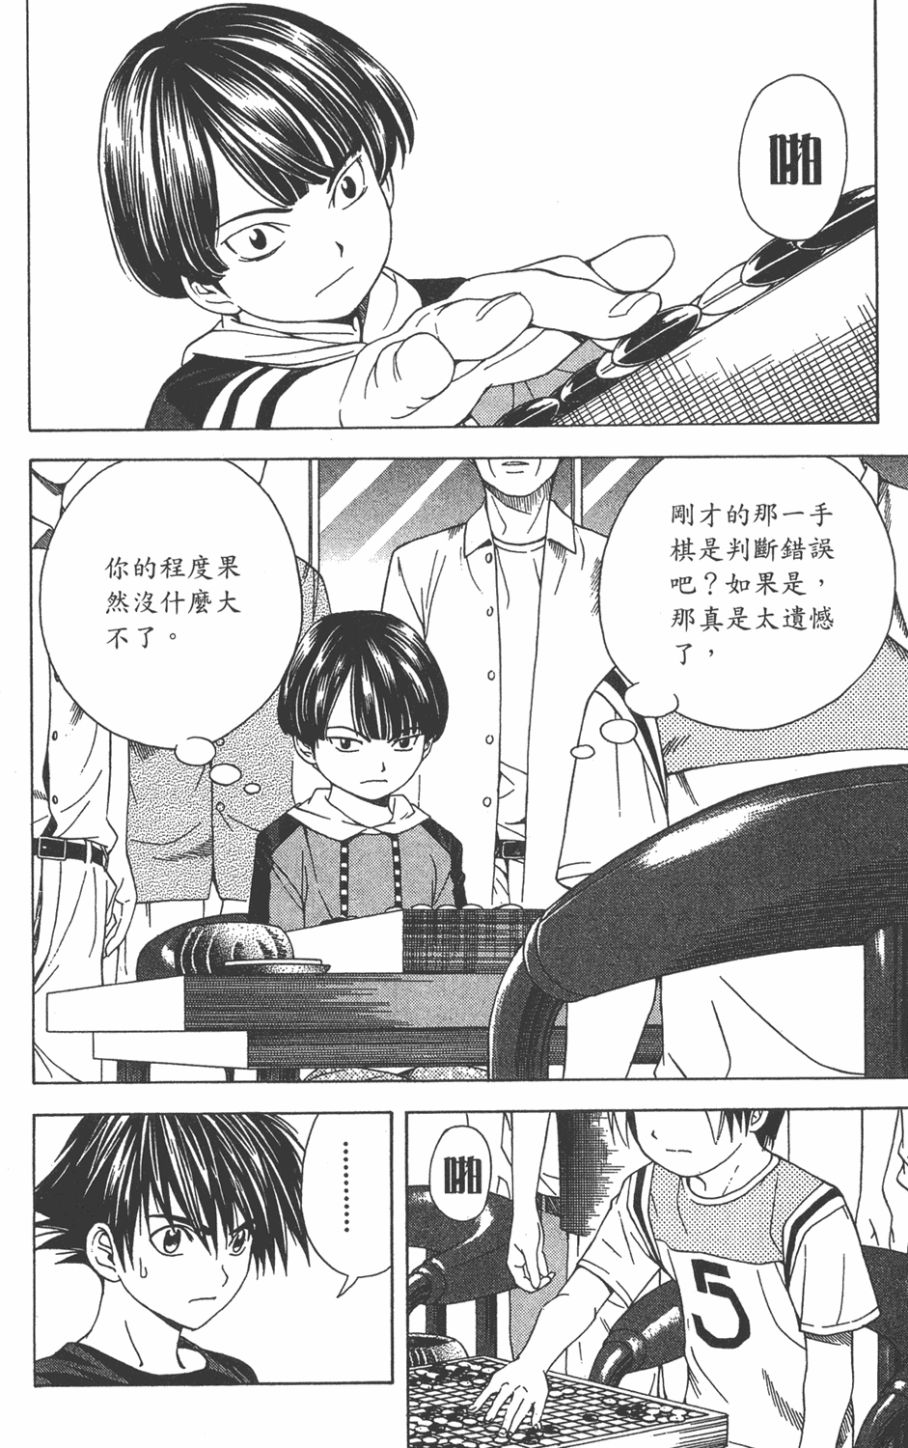 啪
剛才的那一手
棋是判斷錯誤
吧？如果是，
那真是太遺憾
了，
你的程度果
然沒什麼大
不了。
啪
5
………